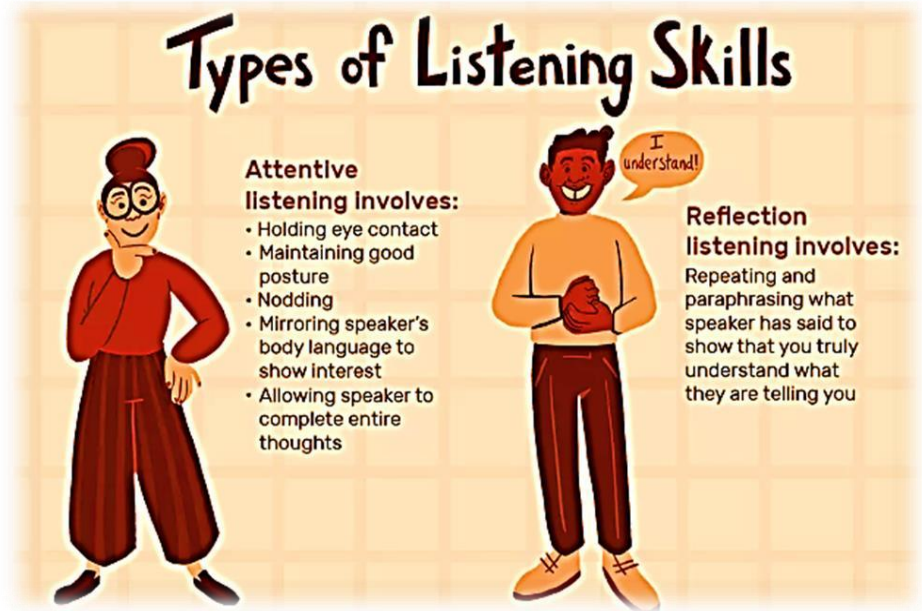 Types of Listening Skills
Attentive
listening involves:
• Holding eye contact
• Maintaining good
posture
• Nodding
• Mirroring speaker's
body language to
show interest
• Allowing speaker to
complete entire
thoughts
I
understand!
Reflection
listening involves:
Repeating and
paraphrasing what
speaker has said to
show that you truly
understand what
they are telling you